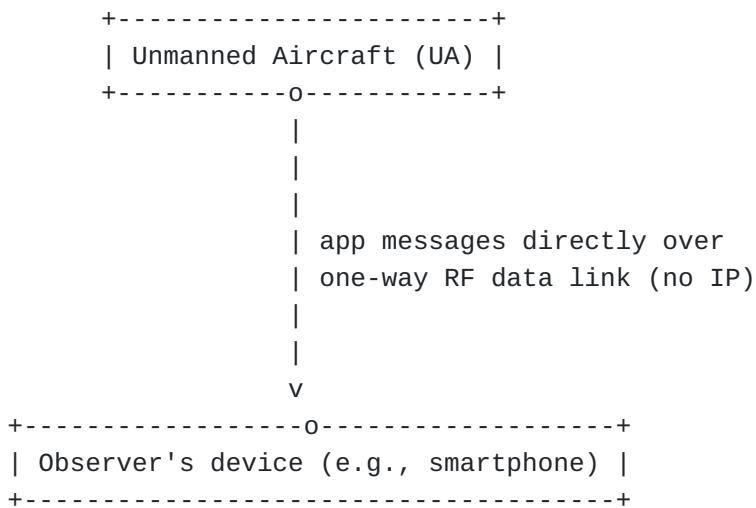 Unmanned Aircraft (UA)
app messages directly over
one-way RF data link (no IP)
Observer's device (e.g., smartphone)